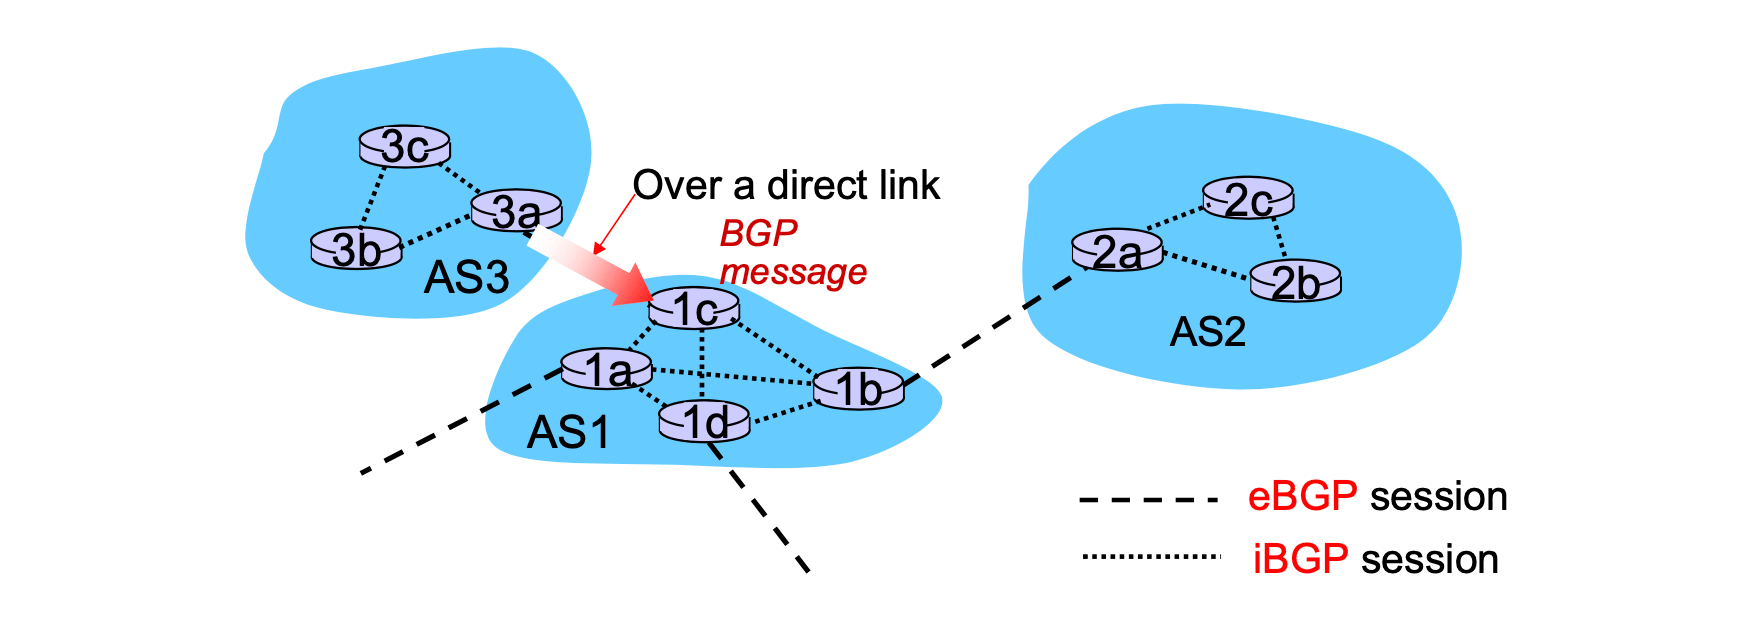 3c
3a
3b
AS3
Over a direct link
BGP
message
2c
2a
2b
AS2
1c
1a
1b
1d
AS1
eBGP session
iBGP session